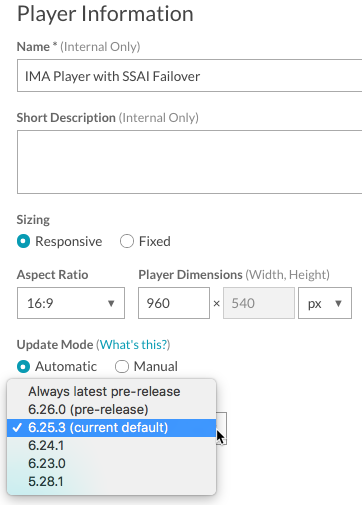 Player Information
Name * (Internal Only)
IMA Player with SSAI Failover
Short Description (Internal Only)
Sizing
Responsive Fixed
Aspect Ratio Player Dimensions (Width, Height)
16:9 ▼ 960 × 540 px ▼
Update Mode (What's this?)
Automatic Manual
Always latest pre-release
6.26.0 (pre-release)
✓ 6.25.3 (current default)
6.24.1
6.23.0
5.28.1